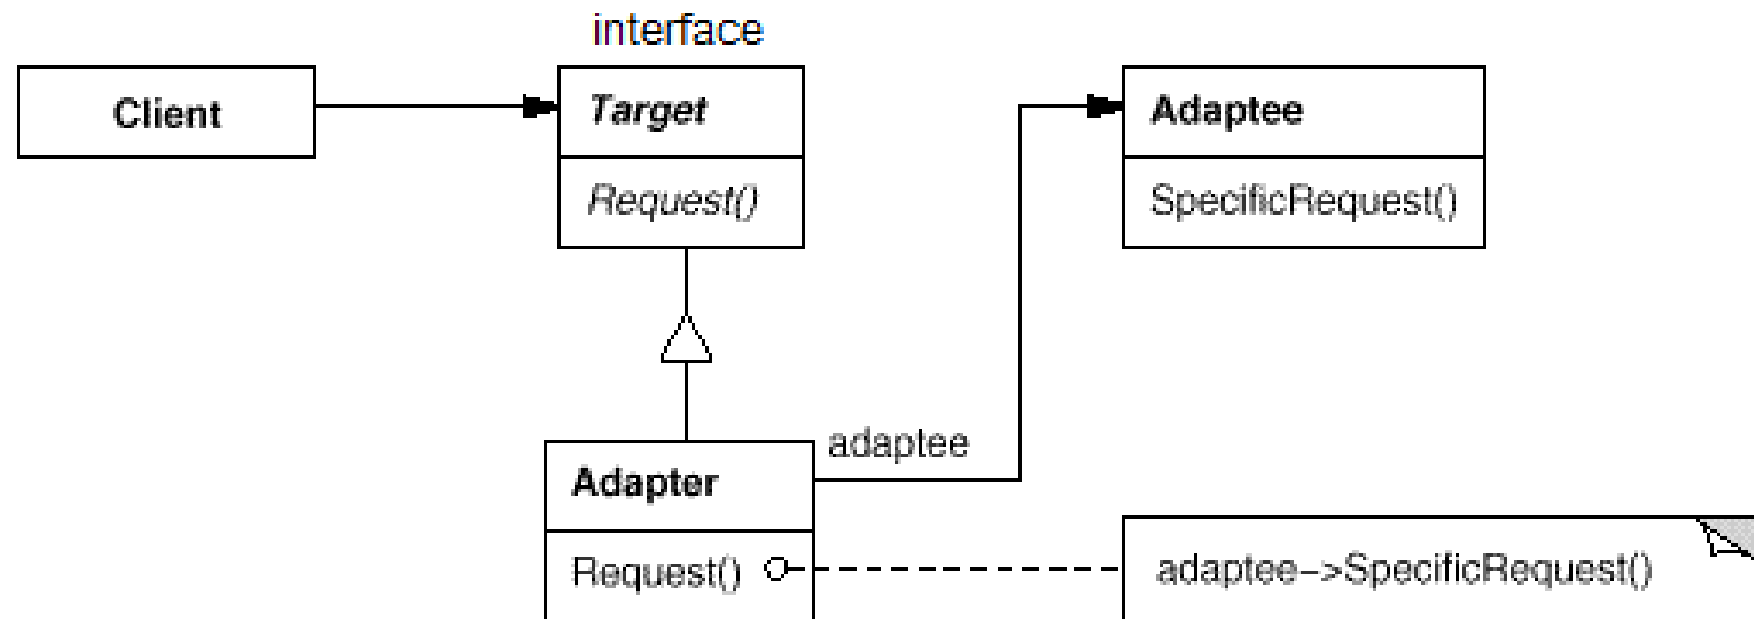 interface
Client
Target
Adaptee
Request()
SpecificRequest()
adaptee
Adapter
Request()
adaptee–>SpecificRequest()